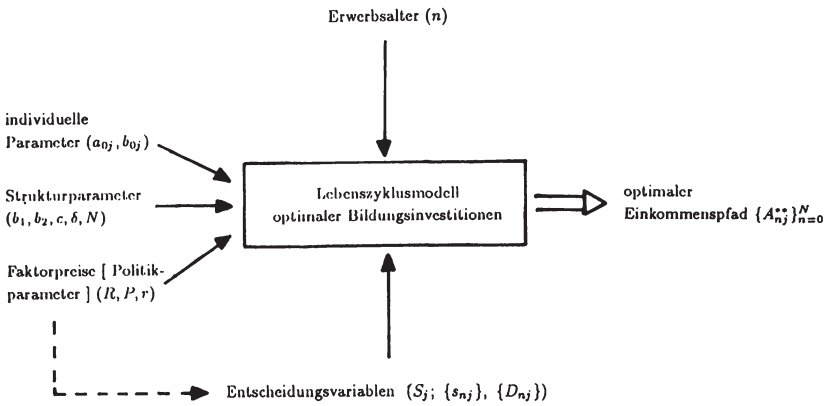 Erwerbsalter (n)
individuelle
Parameter (a₀ⱼ, b₀ⱼ)
Strukturparameter
(b₁, b₂, c, δ, N)
Faktorpreise [ Politik-
parameter ] (R, P, r)
Lebenszyklusmodell
optimaler Bildungsinvestitionen
optimaler
Einkommenspfad {A**ₙⱼ}ᴺₙ₌₀
Entscheidungsvariablen (Sⱼ; {sₙⱼ}, {Dₙⱼ})